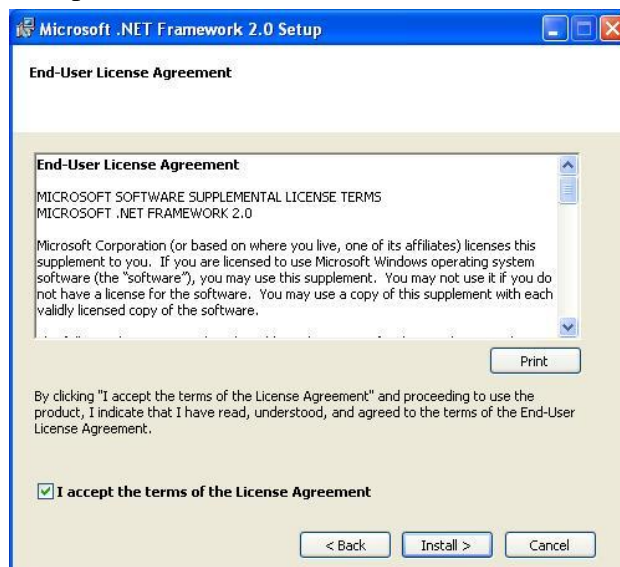 Microsoft .NET Framework 2.0 Setup
End-User License Agreement
End-User License Agreement
MICROSOFT SOFTWARE SUPPLEMENTAL LICENSE TERMS
MICROSOFT .NET FRAMEWORK 2.0
Microsoft Corporation (or based on where you live, one of its affiliates) licenses this
supplement to you.  If you are licensed to use Microsoft Windows operating system
software (the “software”), you may use this supplement.  You may not use it if you do
not have a license for the software.  You may use a copy of this supplement with each
validly licensed copy of the software.
Print
By clicking "I accept the terms of the License Agreement" and proceeding to use the
product, I indicate that I have read, understood, and agreed to the terms of the End-User
License Agreement.
I accept the terms of the License Agreement
< Back
Install >
Cancel